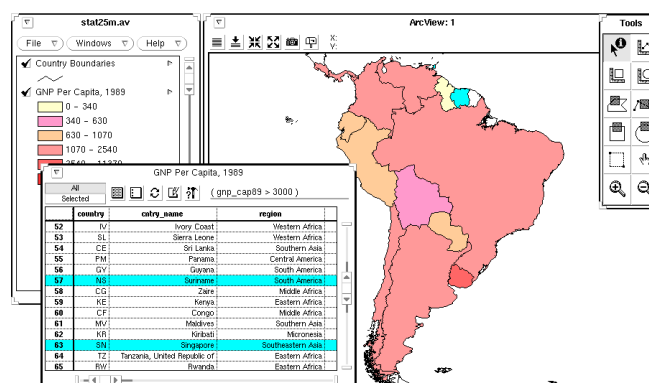 stat25m.av
ArcView: 1
Tools
File
Windows
Help
X:
Y:
Country Boundaries
GNP Per Capita, 1989
0 - 340
340 - 630
630 - 1070
1070 - 2540
GNP Per Capita, 1989
All
Selected
( gnp_cap89 > 3000 )
country cntry_name region
52 IV Ivory Coast Western Africa
53 SL Sierra Leone Western Africa
54 CE Sri Lanka Southern Asia
55 PM Panama Central America
56 GY Guyana South America
57 NS Suriname South America
58 CG Zaire Middle Africa
59 KE Kenya Eastern Africa
60 CF Congo Middle Africa
61 MV Maldives Southern Asia
62 KR Kiribati Micronesia
63 SN Singapore Southeastern Asia
64 TZ Tanzania, United Republic of Eastern Africa
65 RW Rwanda Eastern Africa